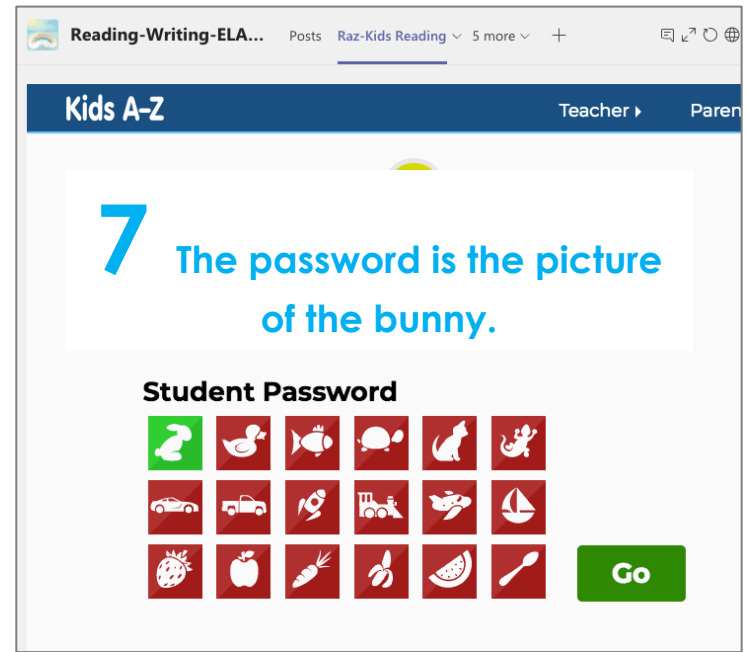 Reading-Writing-ELA... Posts Raz-Kids Reading 5 more
Kids A-Z Teacher Paren
7 The password is the picture
of the bunny.
Student Password
Go